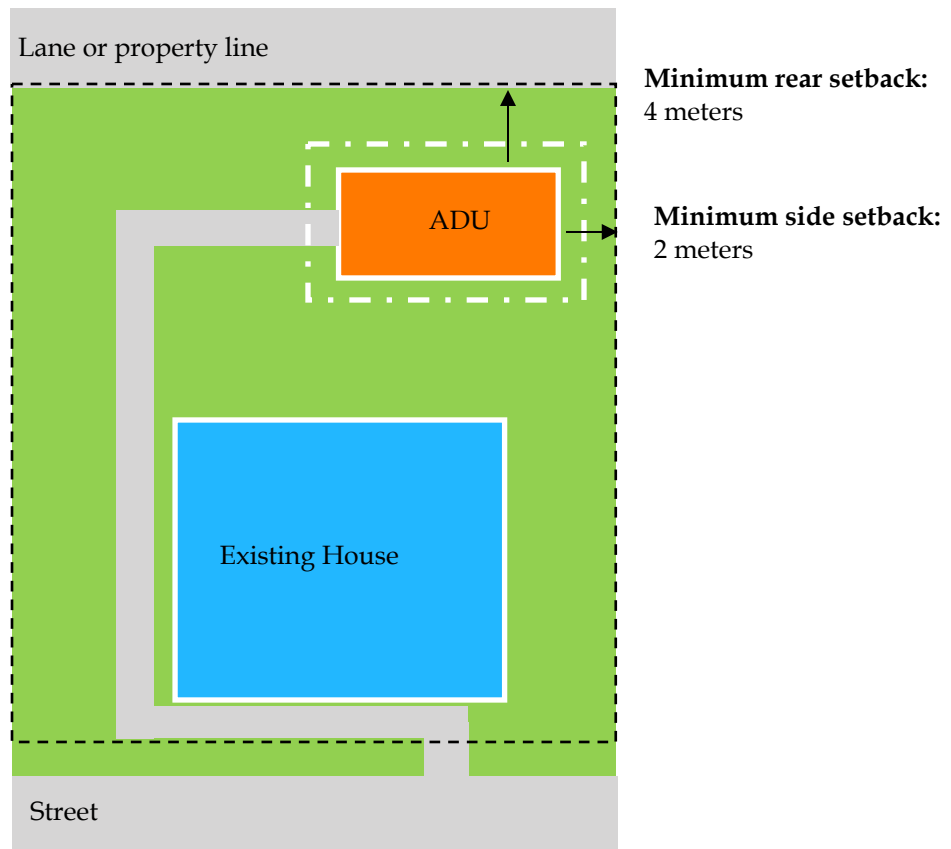 Lane or property line
Minimum rear setback:
4 meters
ADU
Minimum side setback:
2 meters
Existing House
Street